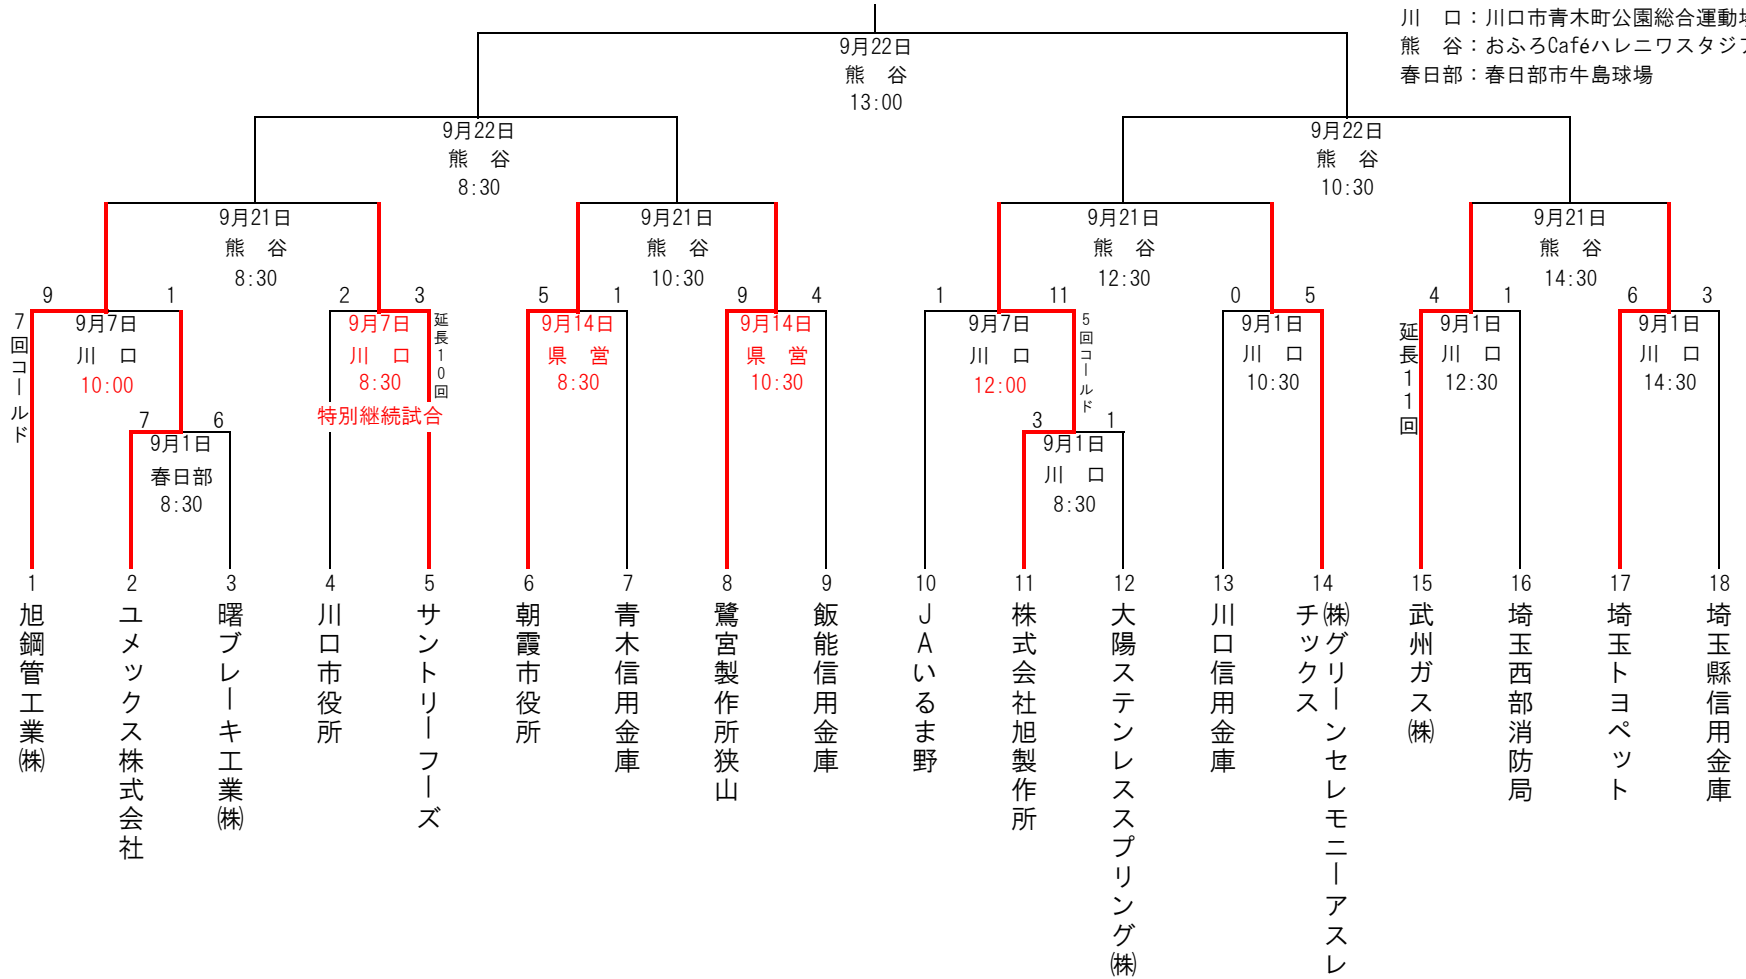 川　口：川口市青木町公園総合運動場
熊　谷：おふろCaféハレニワスタジア
春日部：春日部市牛島球場
9月22日
熊　谷
13:00
9月22日
熊　谷
8:30
9月22日
熊　谷
10:30
9月21日
熊　谷
8:30
9月21日
熊　谷
10:30
9月21日
熊　谷
12:30
9月21日
熊　谷
14:30
9 1
7回コールド
9月7日
川　口
10:00
2 3
延長10回
9月7日
川　口
8:30
特別継続試合
5 1
9月14日
県　営
8:30
9 4
9月14日
県　営
10:30
1 11
5回コールド
9月7日
川　口
12:00
0 5
9月1日
川　口
10:30
4 1
延長11回
9月1日
川　口
12:30
6 3
9月1日
川　口
14:30
7 6
9月1日
春日部
8:30
3 1
9月1日
川　口
8:30
1 2 3 4 5 6 7 8 9 10 11 12 13 14 15 16 17 18
旭鋼管工業㈱
ユメックス株式会社
曙ブレーキ工業㈱
川口市役所
サントリーフーズ
朝霞市役所
青木信用金庫
鷺宮製作所狭山
飯能信用金庫
ＪＡいるま野
株式会社旭製作所
大陽ステンレススプリング㈱
川口信用金庫
㈱グリーンセレモニーアスレ
チックス
武州ガス㈱
埼玉西部消防局
埼玉トヨペット
埼玉縣信用金庫